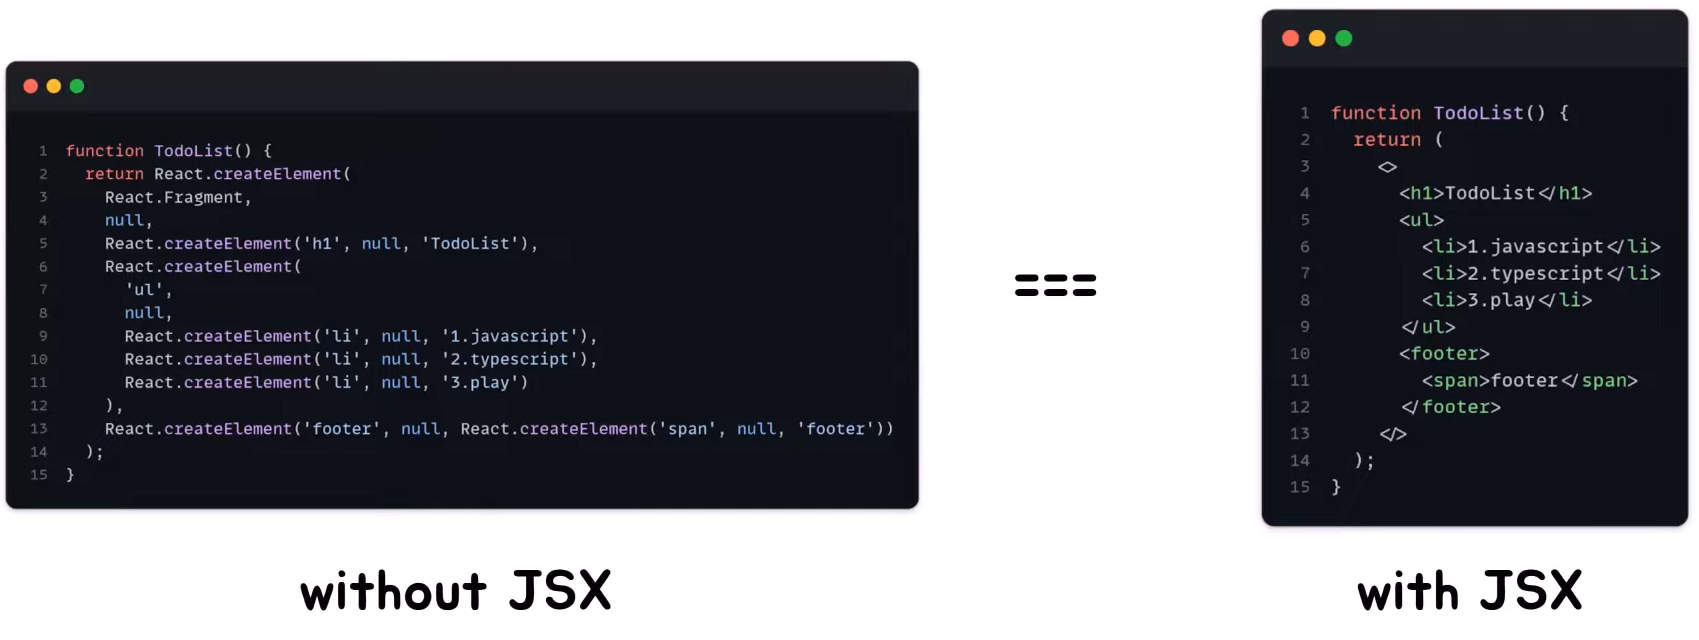 1 function TodoList() {
2   return React.createElement(
3     React.Fragment,
4     null,
5     React.createElement('h1', null, 'TodoList'),
6     React.createElement(
7       'ul',
8       null,
9       React.createElement('li', null, '1.javascript'),
10       React.createElement('li', null, '2.typescript'),
11       React.createElement('li', null, '3.play')
12     ),
13     React.createElement('footer', null, React.createElement('span', null, 'footer'))
14   );
15 }
without JSX
===
1 function TodoList() {
2   return (
3     <>
4       <h1>TodoList</h1>
5       <ul>
6         <li>1.javascript</li>
7         <li>2.typescript</li>
8         <li>3.play</li>
9       </ul>
10       <footer>
11         <span>footer</span>
12       </footer>
13     </>
14   );
15 }
with JSX